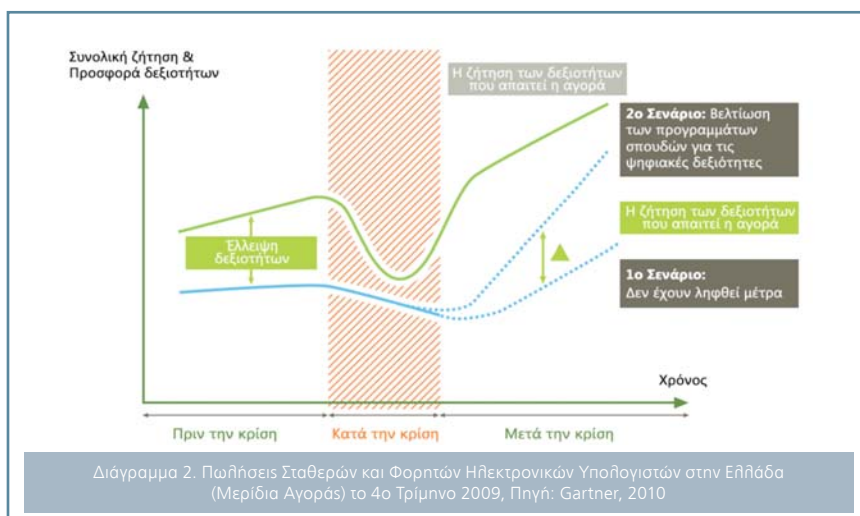 Συνολική ζήτηση &
Προσφορά δεξιοτήτων
Η ζήτηση των δεξιοτήτων
που απαιτεί η αγορά
2ο Σενάριο: Βελτίωση
των προγραμμάτων
σπουδών για τις
ψηφιακές δεξιότητες
Έλλειψη
δεξιοτήτων
Η ζήτηση των δεξιοτήτων
που απαιτεί η αγορά
1ο Σενάριο:
Δεν έχουν ληφθεί μέτρα
Χρόνος
Πριν την κρίση
Κατά την κρίση
Μετά την κρίση
Διάγραμμα 2. Πωλήσεις Σταθερών και Φορητών Ηλεκτρονικών Υπολογιστών στην Ελλάδα
(Μερίδια Αγοράς) το 4ο Τρίμηνο 2009, Πηγή: Gartner, 2010